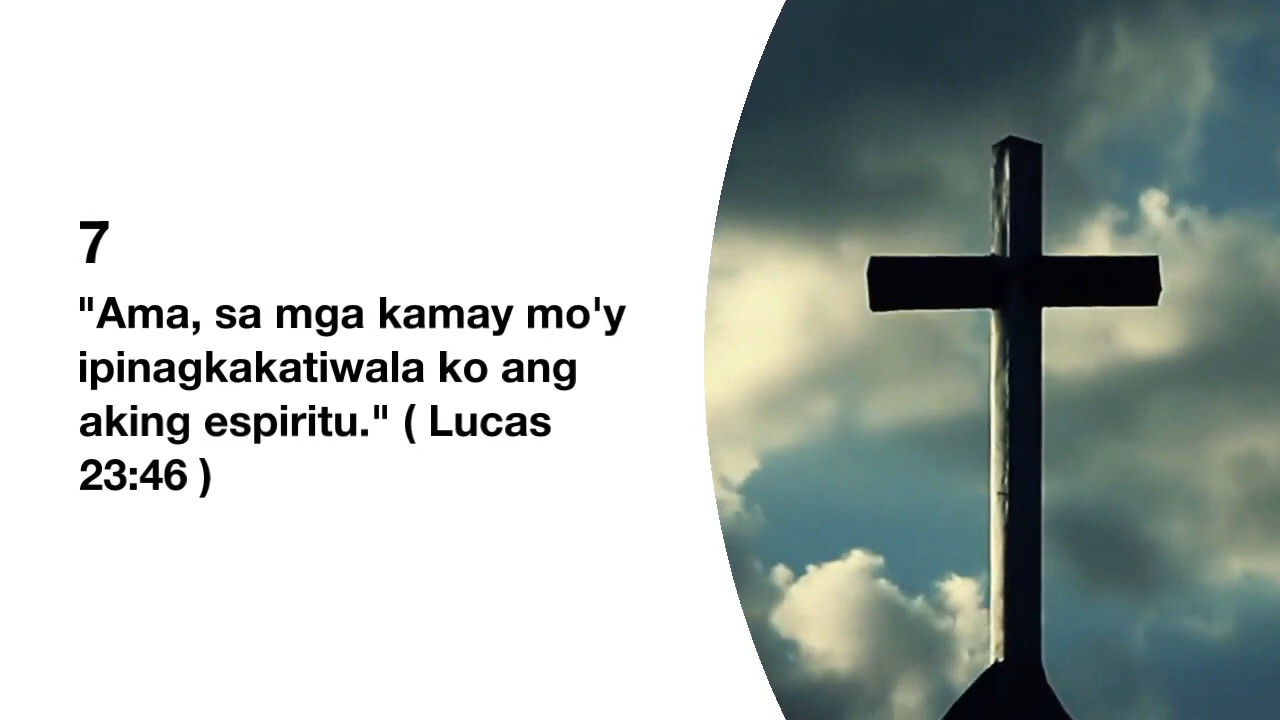 7
"Ama, sa mga kamay mo'y
ipinagkakatiwala ko ang
aking espiritu." ( Lucas
23:46 )